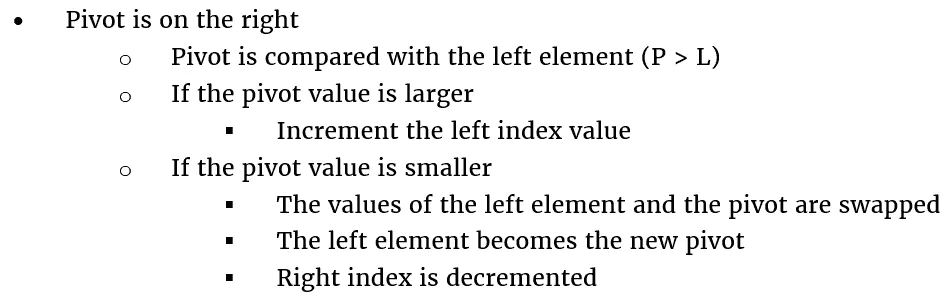 • Pivot is on the right
o Pivot is compared with the left element (P > L)
o If the pivot value is larger
▪ Increment the left index value
o If the pivot value is smaller
▪ The values of the left element and the pivot are swapped
▪ The left element becomes the new pivot
▪ Right index is decremented